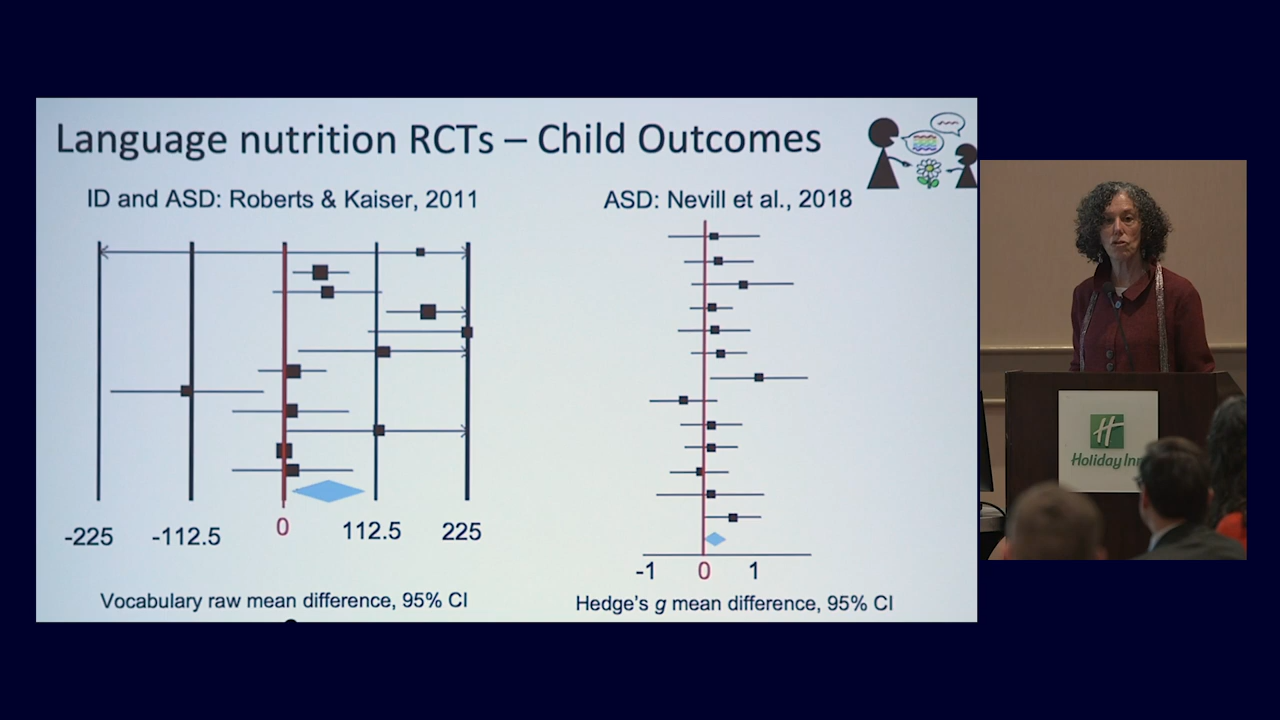 Language nutrition RCTs – Child Outcomes
ID and ASD: Roberts & Kaiser, 2011
-225 -112.5 0 112.5 225
Vocabulary raw mean difference, 95% CI
ASD: Nevill et al., 2018
-1 0 1
Hedge's g mean difference, 95% CI
H
Holiday Inn